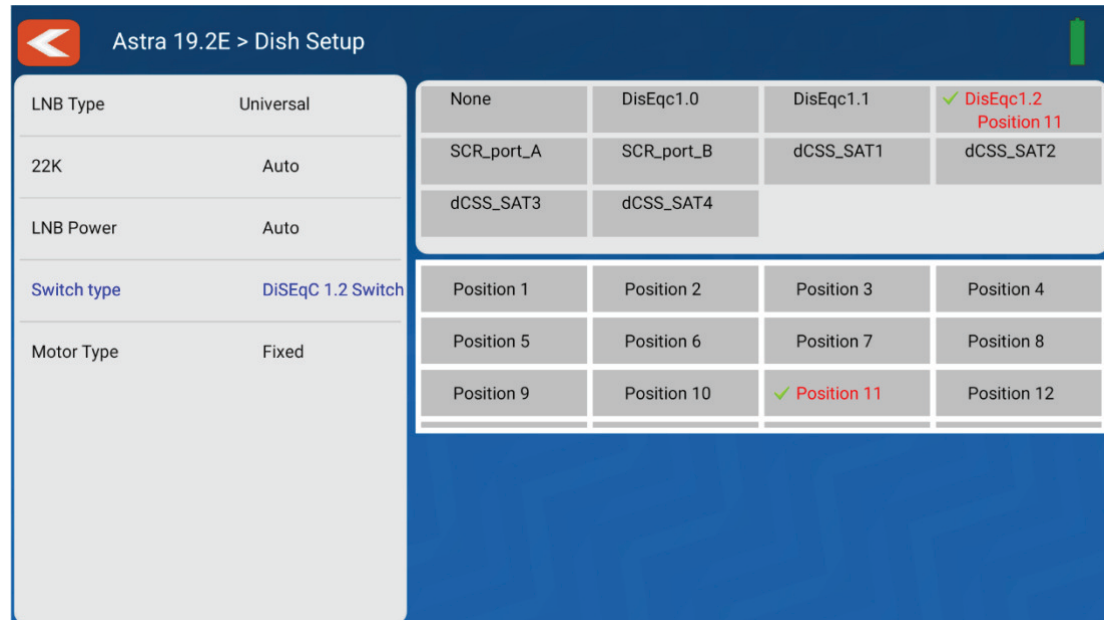 Astra 19.2E > Dish Setup
LNB Type Universal
22K Auto
LNB Power Auto
Switch type DiSEqC 1.2 Switch
Motor Type Fixed
None DisEqc1.0 DisEqc1.1 DisEqc1.2
Position 11
SCR_port_A SCR_port_B dCSS_SAT1 dCSS_SAT2
dCSS_SAT3 dCSS_SAT4
Position 1 Position 2 Position 3 Position 4
Position 5 Position 6 Position 7 Position 8
Position 9 Position 10 Position 11 Position 12